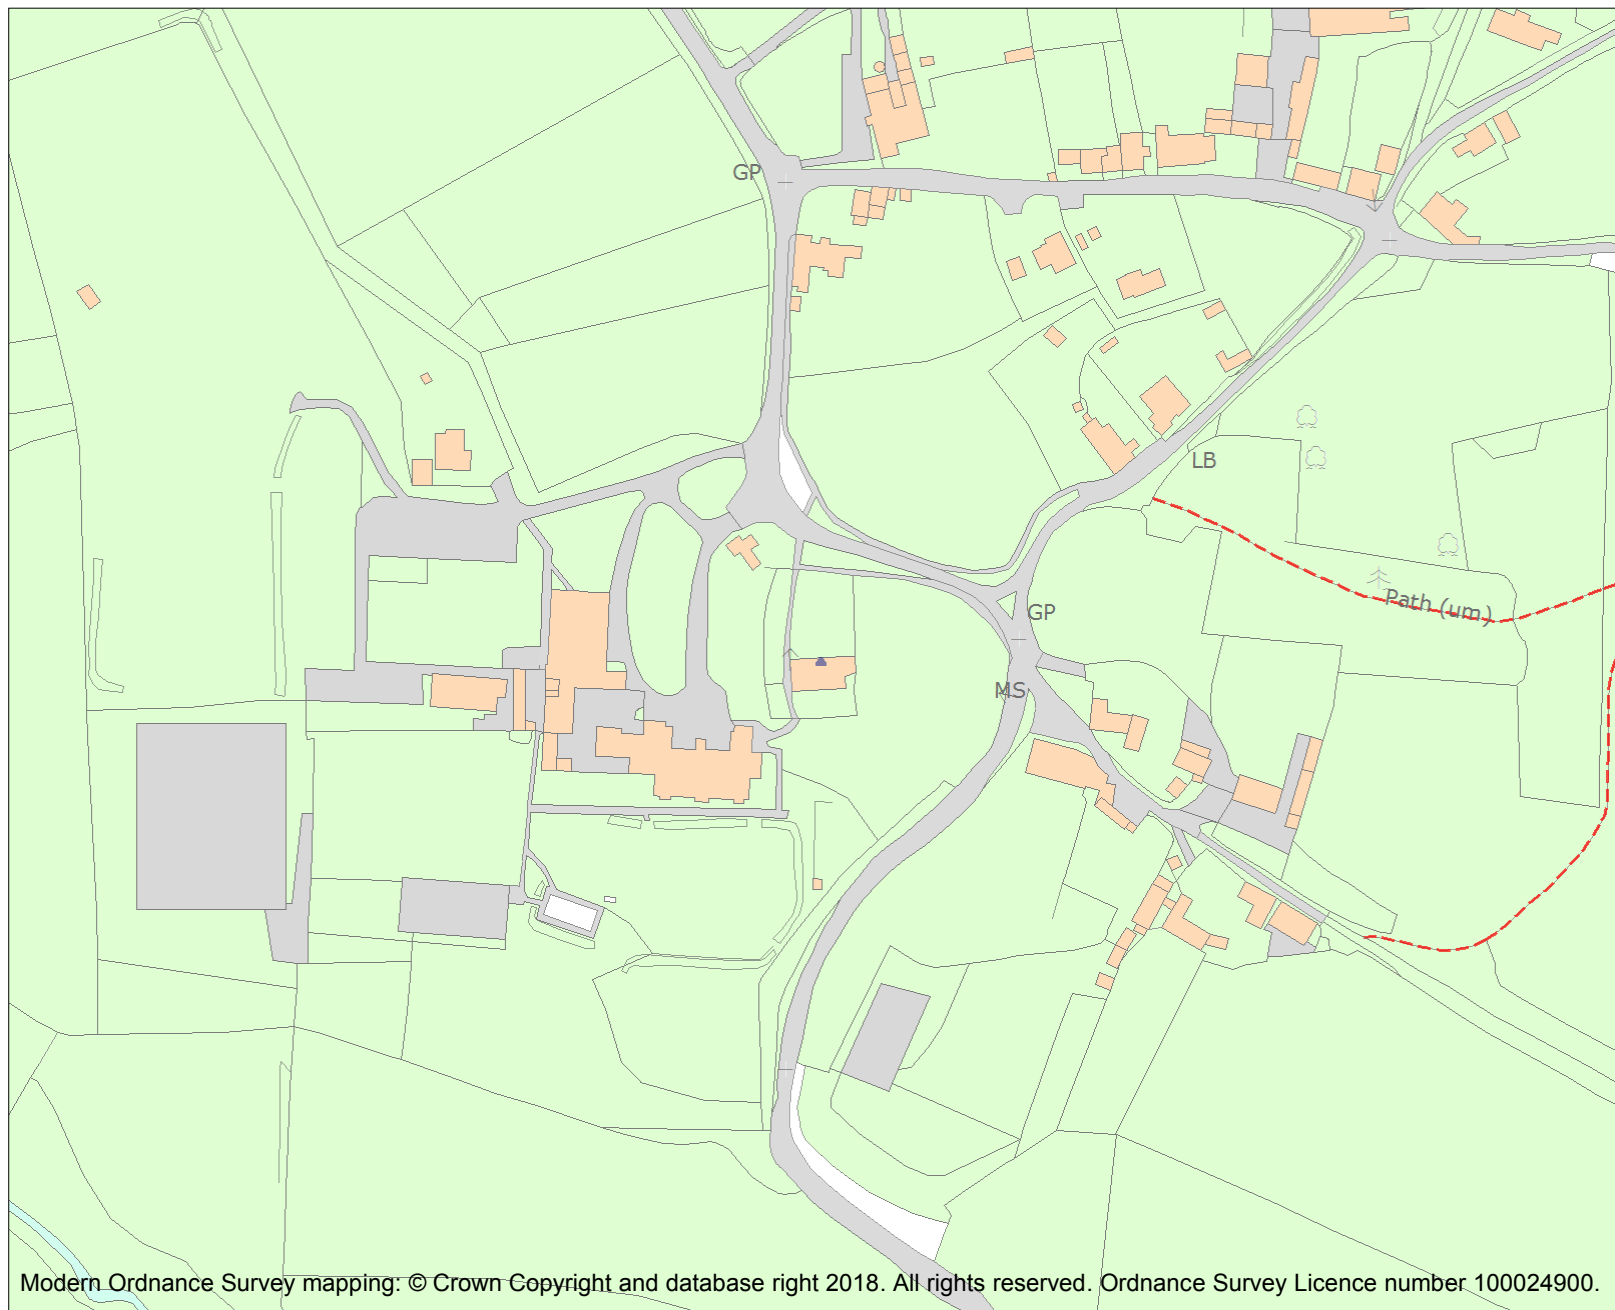 GP
LB
Path (um)
GP
MS
Modern Ordnance Survey mapping: © Crown Copyright and database right 2018. All rights reserved. Ordnance Survey Licence number 100024900.